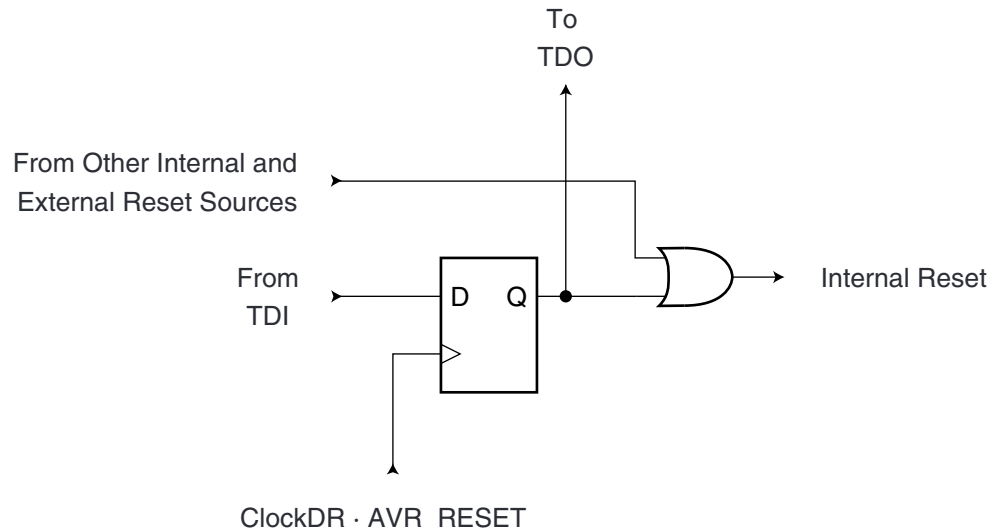 To
TDO
From Other Internal and
External Reset Sources
From
TDI
D Q
Internal Reset
ClockDR · AVR_RESET